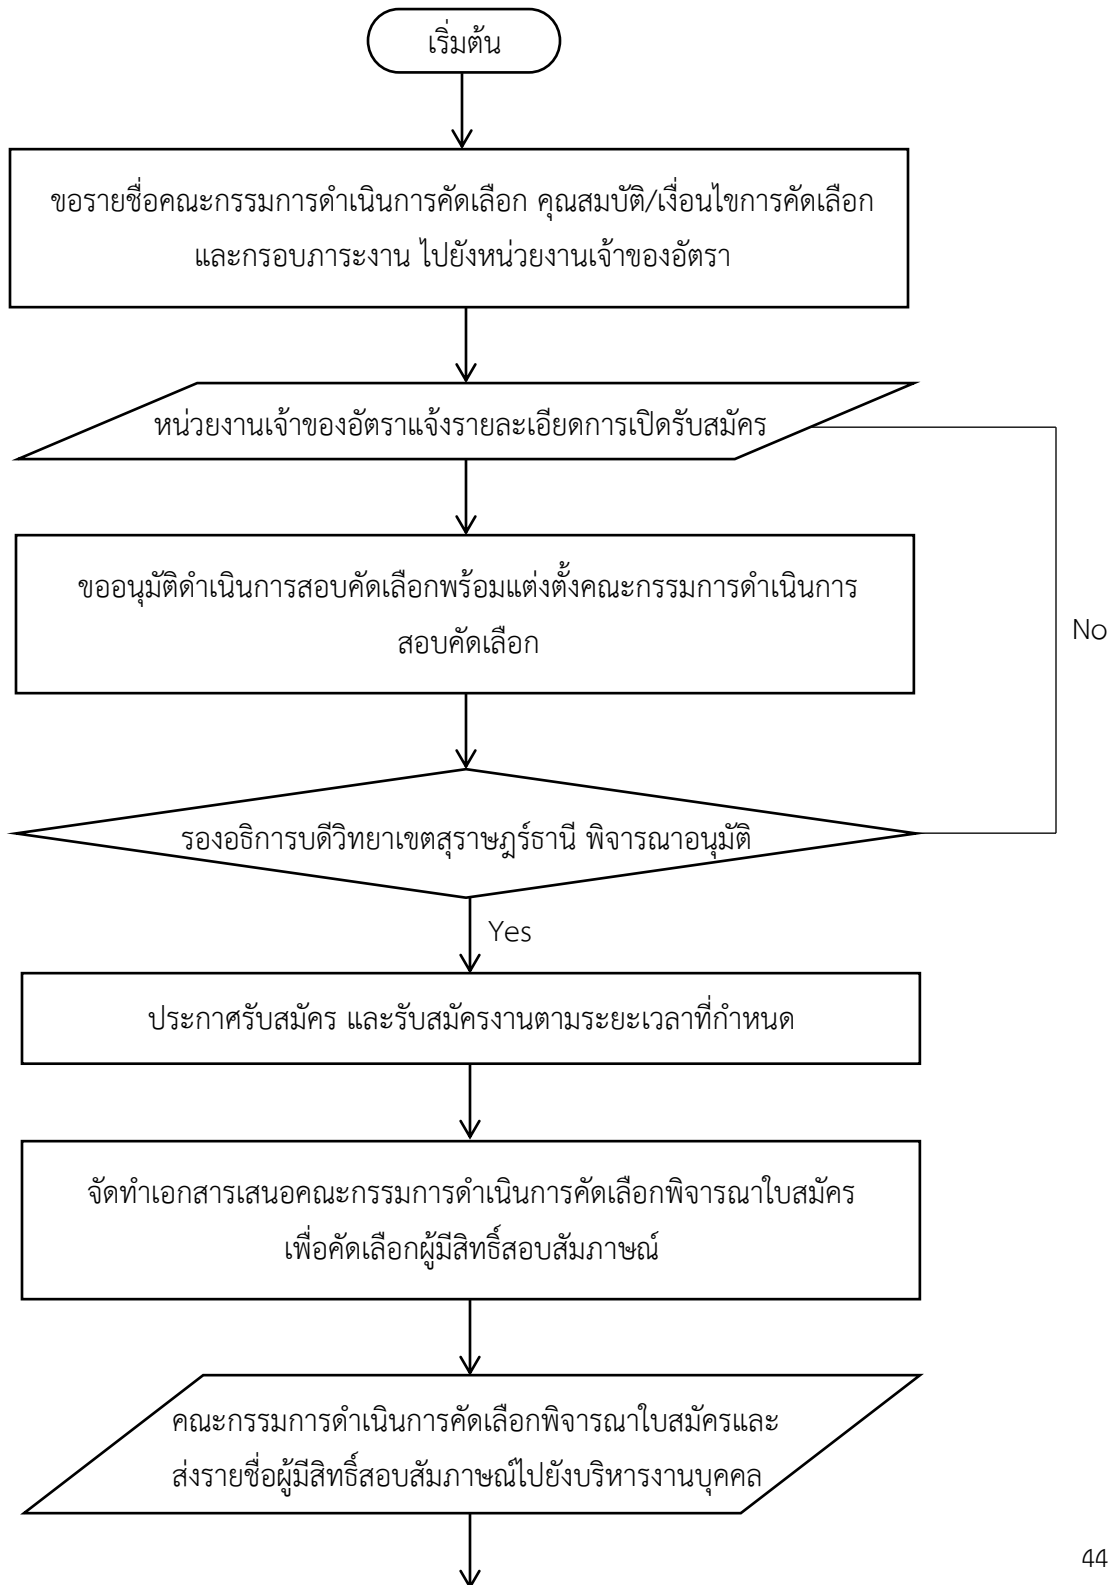 เริ่มต้น
ขอรายชื่อคณะกรรมการดำเนินการคัดเลือก คุณสมบัติ/เงื่อนไขการคัดเลือก
และกรอบภาระงาน ไปยังหน่วยงานเจ้าของอัตรา
หน่วยงานเจ้าของอัตราแจ้งรายละเอียดการเปิดรับสมัคร
ขออนุมัติดำเนินการสอบคัดเลือกพร้อมแต่งตั้งคณะกรรมการดำเนินการ
สอบคัดเลือก
No
รองอธิการบดีวิทยาเขตสุราษฎร์ธานี พิจารณาอนุมัติ
Yes
ประกาศรับสมัคร และรับสมัครงานตามระยะเวลาที่กำหนด
จัดทำเอกสารเสนอคณะกรรมการดำเนินการคัดเลือกพิจารณาใบสมัคร
เพื่อคัดเลือกผู้มีสิทธิ์สอบสัมภาษณ์
คณะกรรมการดำเนินการคัดเลือกพิจารณาใบสมัครและ
ส่งรายชื่อผู้มีสิทธิ์สอบสัมภาษณ์ไปยังบริหารงานบุคคล
44